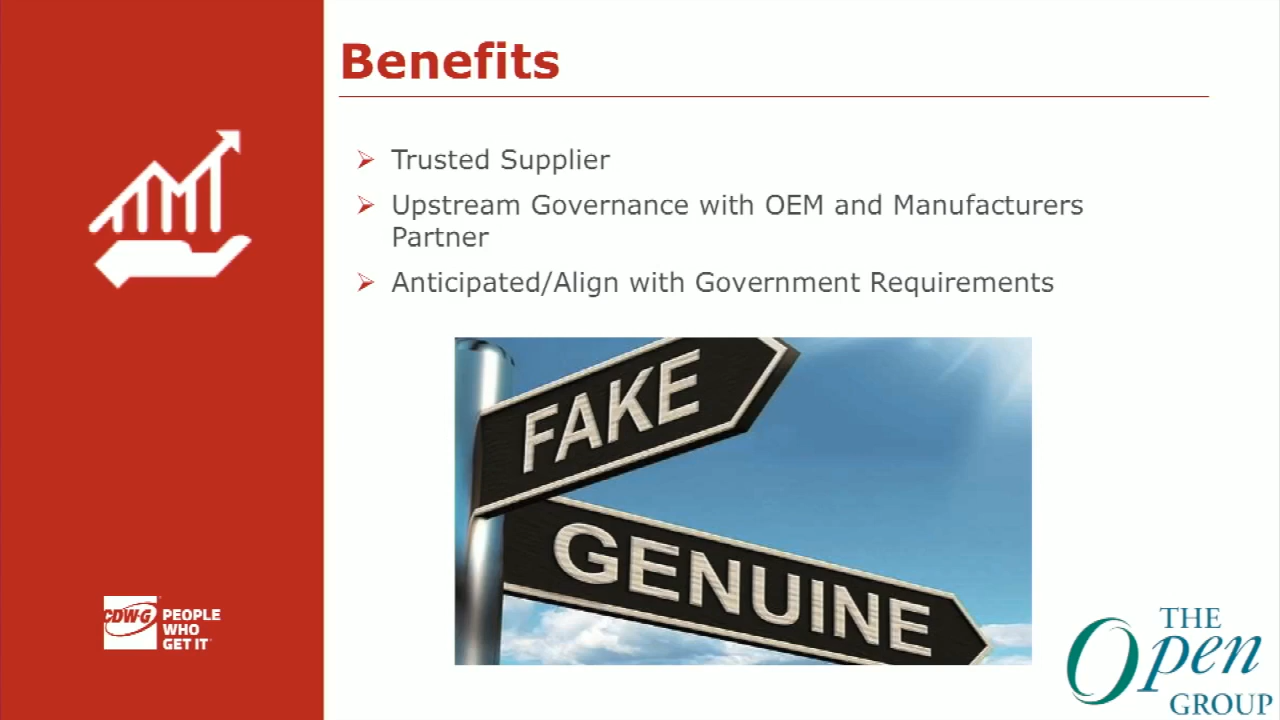 Benefits
Trusted Supplier
Upstream Governance with OEM and Manufacturers
Partner
Anticipated/Align with Government Requirements
FAKE
GENUINE
CDW•G PEOPLE
WHO
GET IT
THE
Open
GROUP